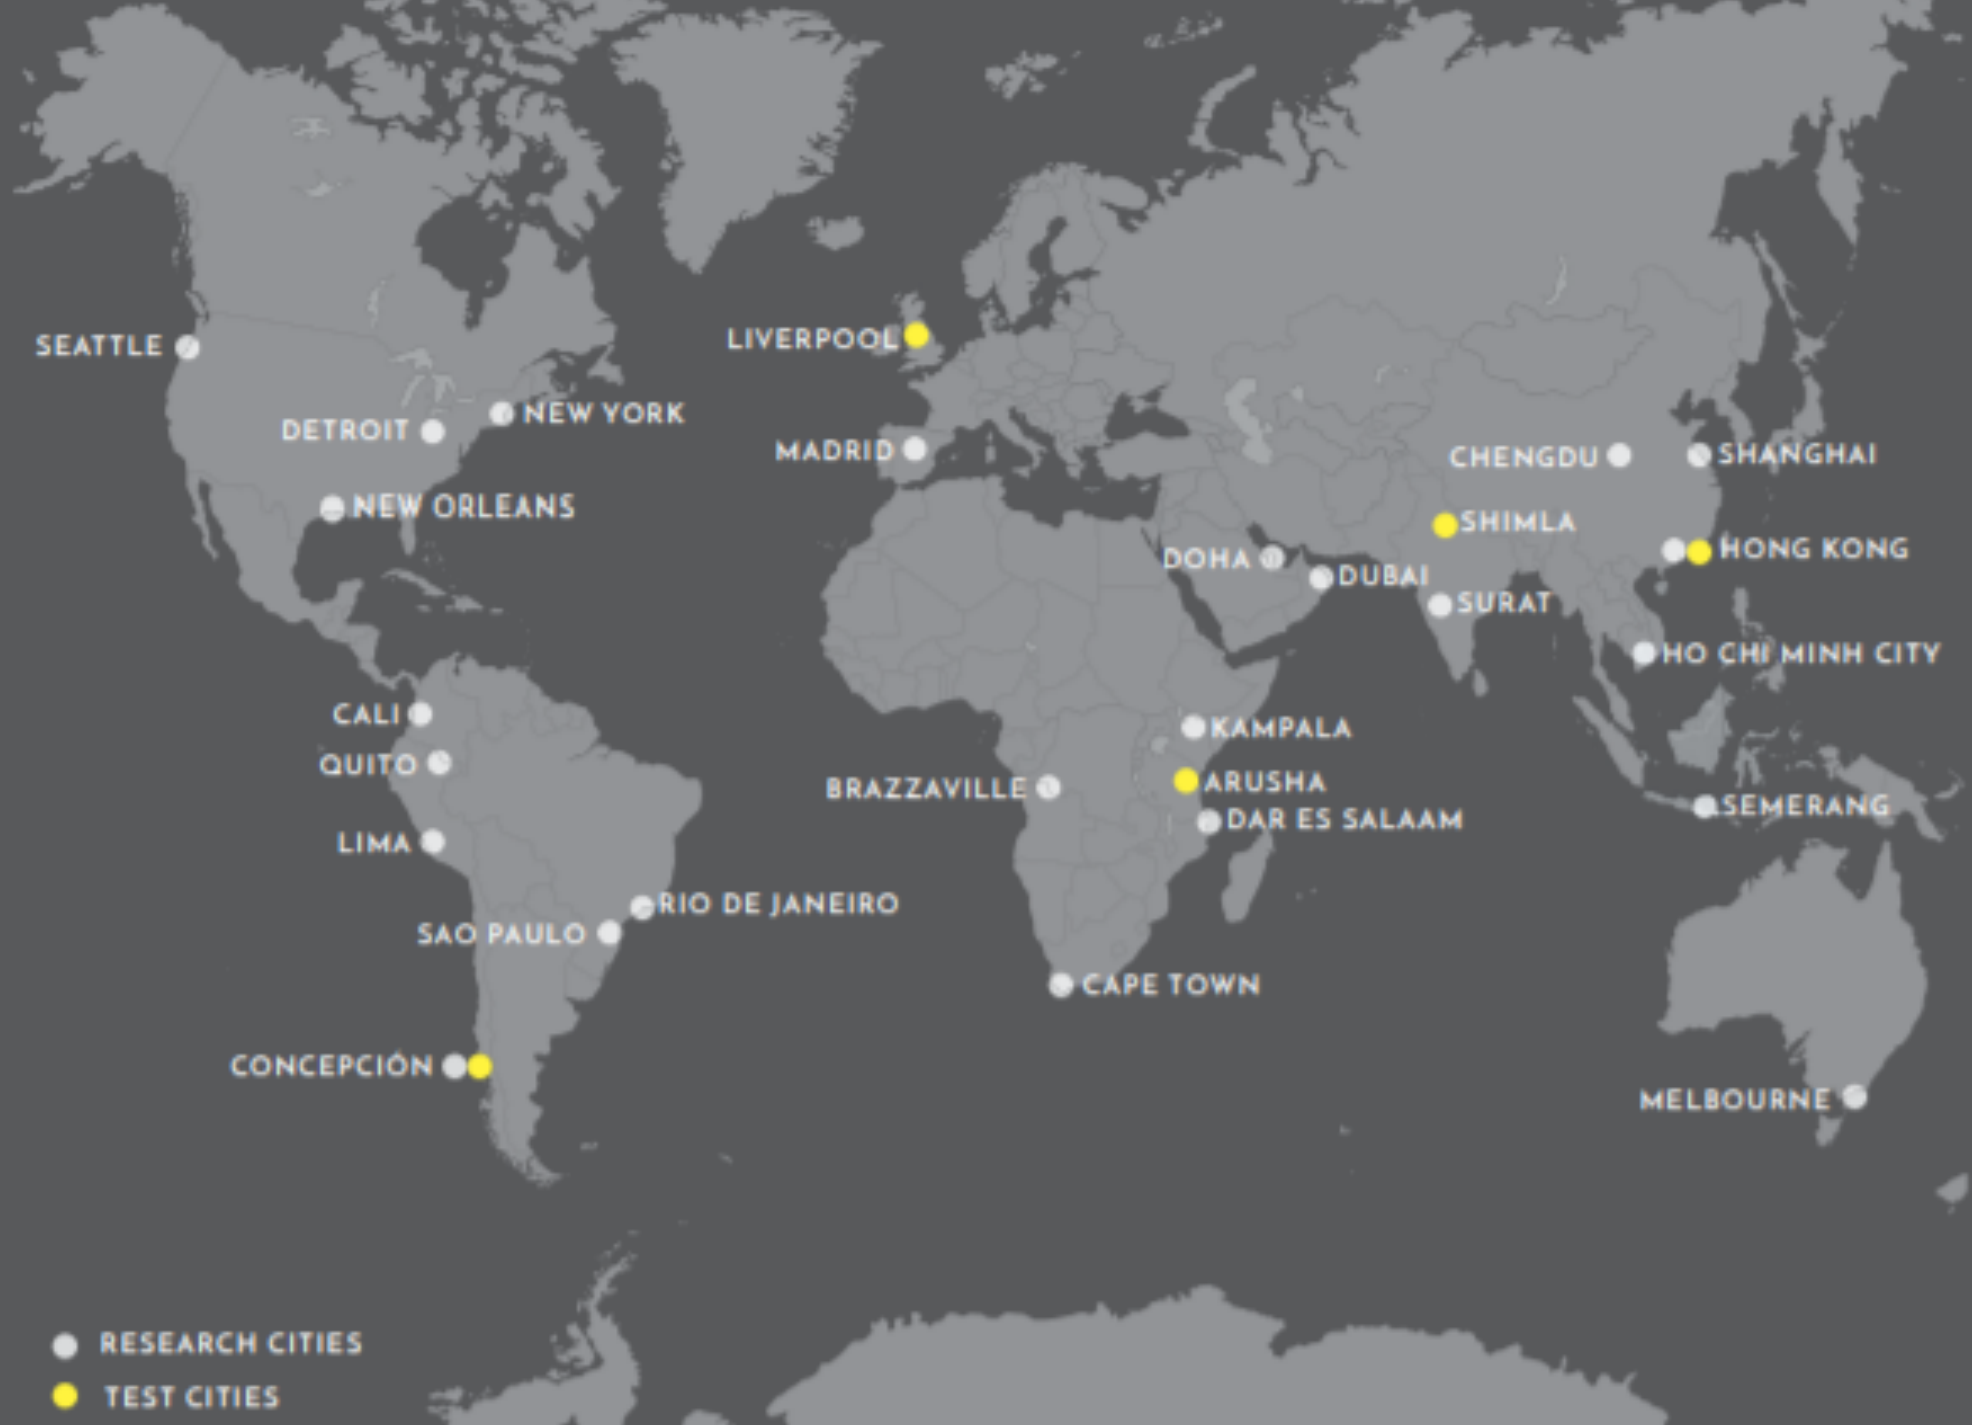 SEATTLE
LIVERPOOL
NEW YORK
DETROIT
MADRID
CHENGDU
SHANGHAI
NEW ORLEANS
SHIMLA
HONG KONG
DOHA
DUBAI
SURAT
HO CHI MINH CITY
CALI
KAMPALA
QUITO
ARUSHA
BRAZZAVILLE
SEMERANG
DAR ES SALAAM
LIMA
RIO DE JANEIRO
SAO PAULO
CAPE TOWN
CONCEPCIÓN
MELBOURNE
RESEARCH CITIES
TEST CITIES